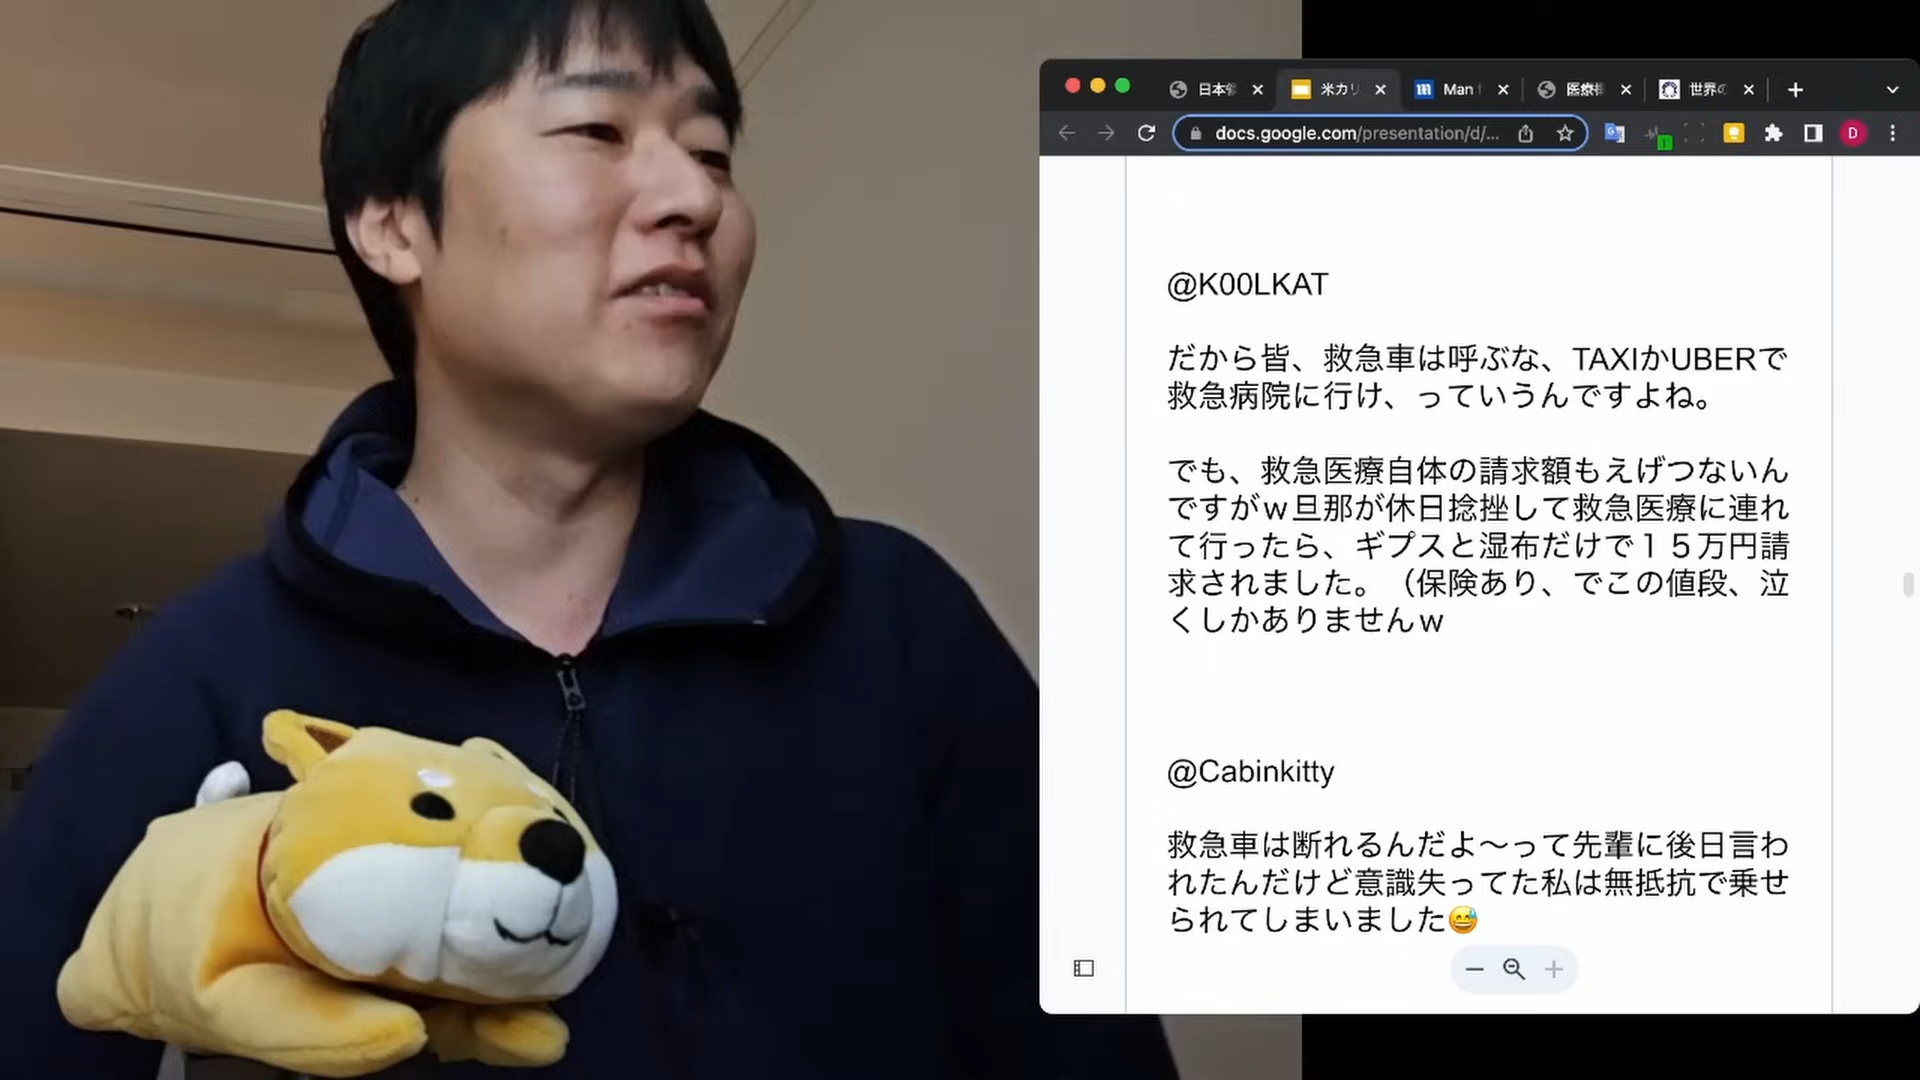 日本
米カリ
Man
医療
世界の
docs.google.com/presentation/d/...
D
@K00LKAT
だから皆、救急車は呼ぶな、TAXIかUBERで
救急病院に行け、っていうんですよね。
でも、救急医療自体の請求額もえげつないん
ですがｗ旦那が休日捻挫して救急医療に連れ
て行ったら、ギプスと湿布だけで１５万円請
求されました。（保険あり、でこの値段、泣
くしかありませんｗ
@Cabinkitty
救急車は断れるんだよ〜って先輩に後日言わ
れたんだけど意識失ってた私は無抵抗で乗せ
られてしまいました😅